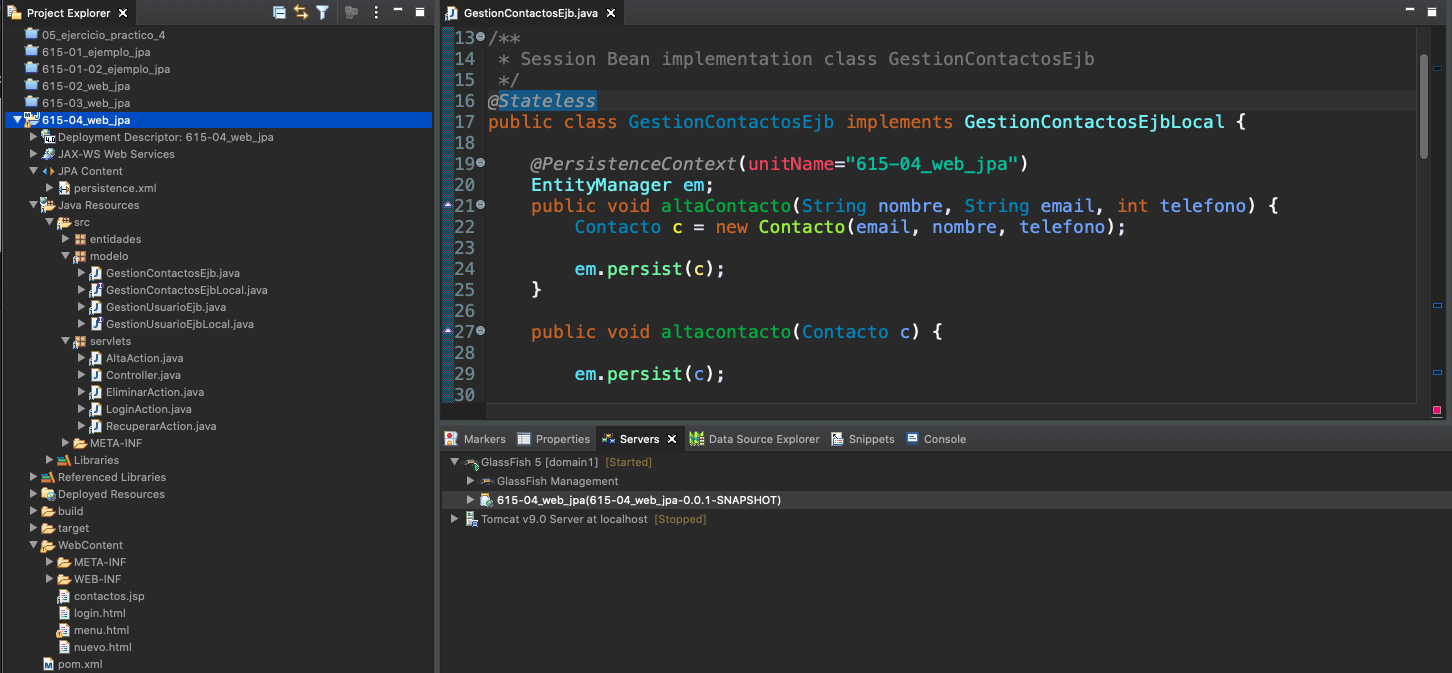 Project Explorer
05_ejercicio_practico_4
615-01_ejemplo_jpa
615-01-02_ejemplo_jpa
615-02_web_jpa
615-03_web_jpa
615-04_web_jpa
Deployment Descriptor: 615-04_web_jpa
JAX-WS Web Services
JPA Content
persistence.xml
Java Resources
src
entidades
modelo
GestionContactosEjb.java
GestionContactosEjbLocal.java
GestionUsuarioEjb.java
GestionUsuarioEjbLocal.java
servlets
AltaAction.java
Controller.java
EliminarAction.java
LoginAction.java
RecuperarAction.java
META-INF
Libraries
Referenced Libraries
Deployed Resources
build
target
WebContent
META-INF
WEB-INF
contactos.jsp
login.html
menu.html
nuevo.html
pom.xml
GestionContactosEjb.java
13 /**
14  * Session Bean implementation class GestionContactosEjb
15  */
16 @Stateless
17 public class GestionContactosEjb implements GestionContactosEjbLocal {
18
19     @PersistenceContext(unitName="615-04_web_jpa")
20     EntityManager em;
21     public void altaContacto(String nombre, String email, int telefono) {
22         Contacto c = new Contacto(email, nombre, telefono);
23
24         em.persist(c);
25     }
26
27     public void altacontacto(Contacto c) {
28
29         em.persist(c);
30
Markers Properties Servers Data Source Explorer Snippets Console
GlassFish 5 [domain1] [Started]
GlassFish Management
615-04_web_jpa(615-04_web_jpa-0.0.1-SNAPSHOT)
Tomcat v9.0 Server at localhost [Stopped]